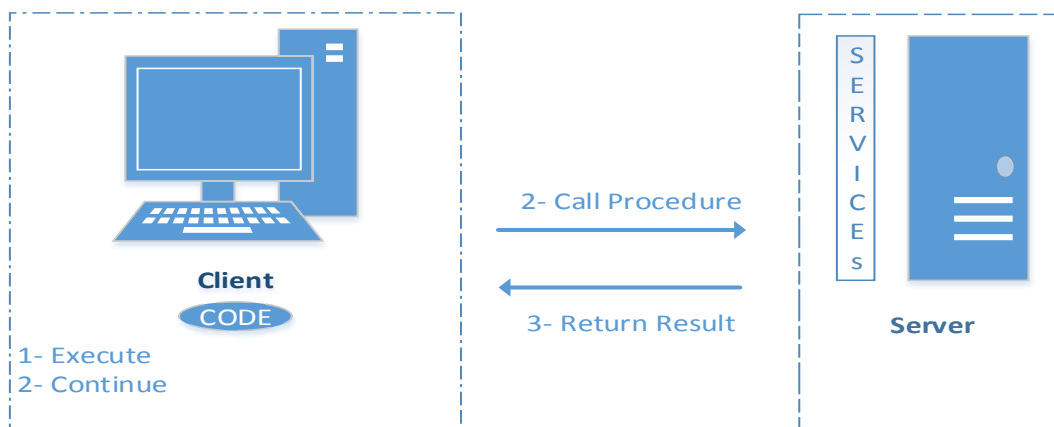 Client
CODE
1- Execute
2- Continue
2- Call Procedure
3- Return Result
S
E
R
V
I
C
E
s
Server